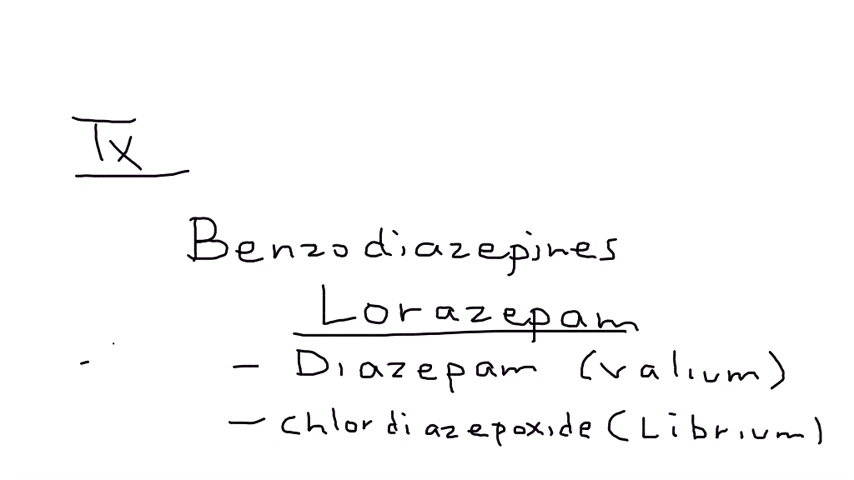 Tx
Benzodiazepines
Lorazepam
- Diazepam (valium)
- chlordiazepoxide (Librium)